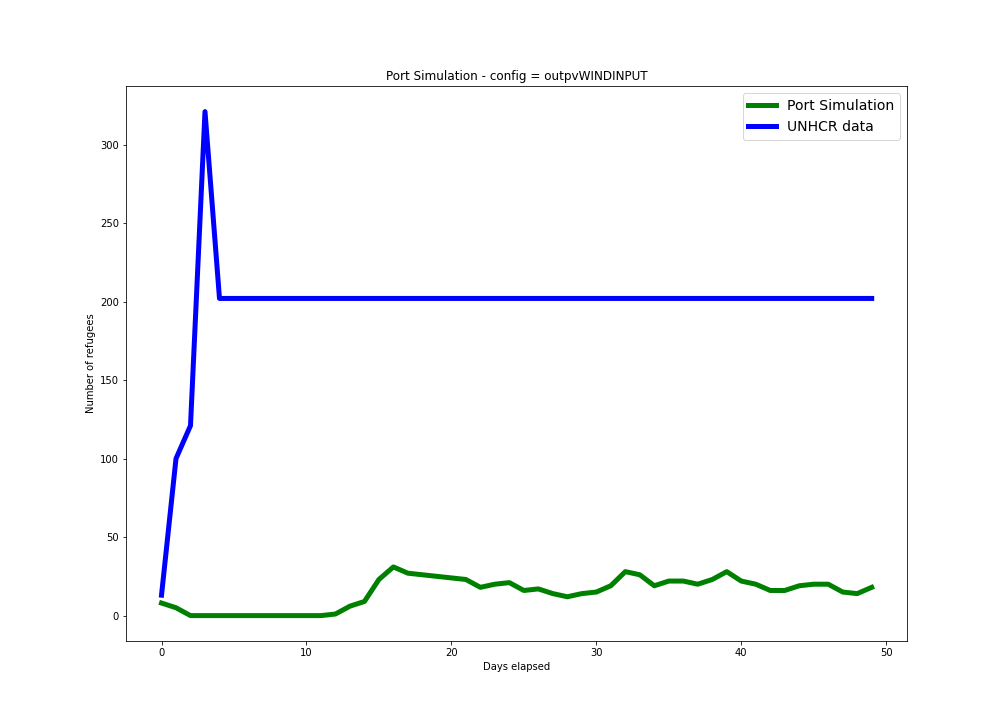 Port Simulation - config = outpvWINDINPUT
Port Simulation
UNHCR data
300
250
200
150
100
50
0
Number of refugees
0 10 20 30 40 50
Days elapsed